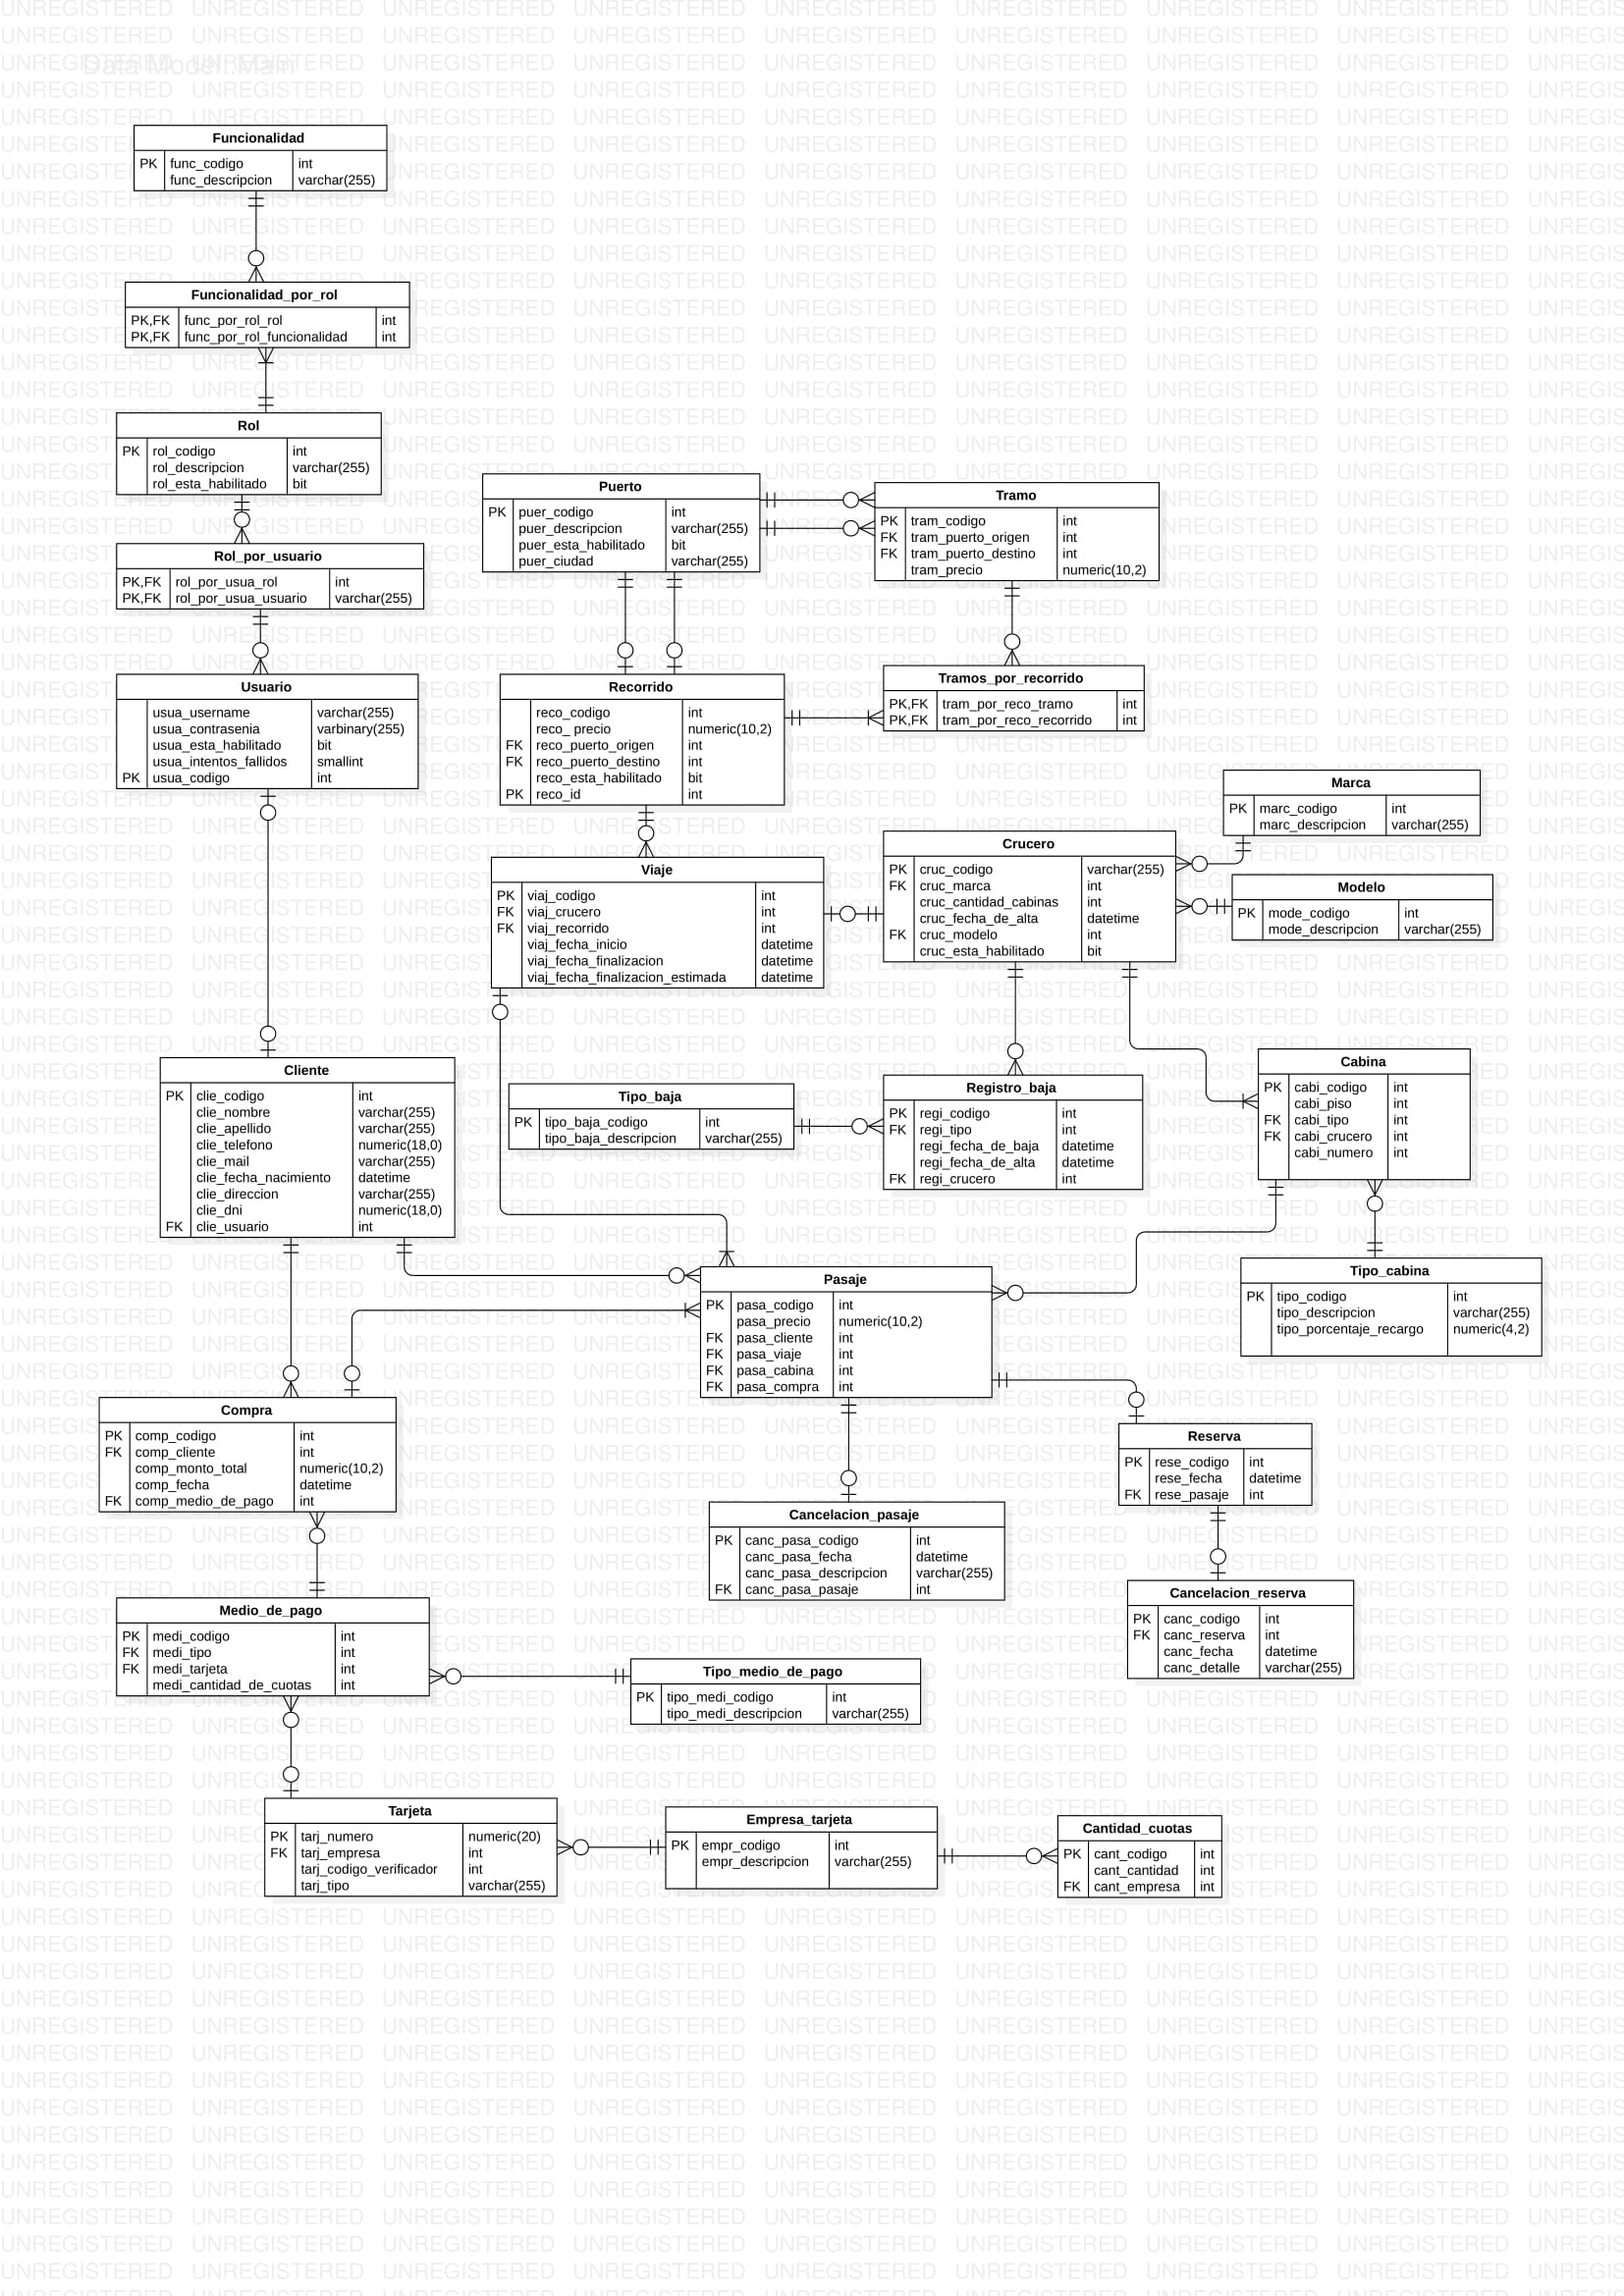 Data Model::Main
Funcionalidad
PK func_codigo int
func_descripcion varchar(255)
Funcionalidad_por_rol
PK,FK func_por_rol_rol int
PK,FK func_por_rol_funcionalidad int
Rol
PK rol_codigo int
rol_descripcion varchar(255)
rol_esta_habilitado bit
Rol_por_usuario
PK,FK rol_por_usua_rol int
PK,FK rol_por_usua_usuario varchar(255)
Usuario
usua_username varchar(255)
usua_contrasenia varbinary(255)
usua_esta_habilitado bit
usua_intentos_fallidos smallint
PK usua_codigo int
Puerto
PK puer_codigo int
puer_descripcion varchar(255)
puer_esta_habilitado bit
puer_ciudad varchar(255)
Tramo
PK tram_codigo int
FK tram_puerto_origen int
FK tram_puerto_destino int
tram_precio numeric(10,2)
Recorrido
reco_codigo int
reco_ precio numeric(10,2)
FK reco_puerto_origen int
FK reco_puerto_destino int
reco_esta_habilitado bit
PK reco_id int
Tramos_por_recorrido
PK,FK tram_por_reco_tramo int
PK,FK tram_por_reco_recorrido int
Marca
PK marc_codigo int
marc_descripcion varchar(255)
Viaje
PK viaj_codigo int
FK viaj_crucero int
FK viaj_recorrido int
viaj_fecha_inicio datetime
viaj_fecha_finalizacion datetime
viaj_fecha_finalizacion_estimada datetime
Crucero
PK cruc_codigo varchar(255)
FK cruc_marca int
cruc_cantidad_cabinas int
cruc_fecha_de_alta datetime
FK cruc_modelo int
cruc_esta_habilitado bit
Modelo
PK mode_codigo int
mode_descripcion varchar(255)
Cliente
PK clie_codigo int
clie_nombre varchar(255)
clie_apellido varchar(255)
clie_telefono numeric(18,0)
clie_mail varchar(255)
clie_fecha_nacimiento datetime
clie_direccion varchar(255)
clie_dni numeric(18,0)
FK clie_usuario int
Tipo_baja
PK tipo_baja_codigo int
tipo_baja_descripcion varchar(255)
Registro_baja
PK regi_codigo int
FK regi_tipo int
regi_fecha_de_baja datetime
regi_fecha_de_alta datetime
FK regi_crucero int
Cabina
PK cabi_codigo int
cabi_piso int
FK cabi_tipo int
FK cabi_crucero int
cabi_numero int
Tipo_cabina
PK tipo_codigo int
tipo_descripcion varchar(255)
tipo_porcentaje_recargo numeric(4,2)
Pasaje
PK pasa_codigo int
pasa_precio numeric(10,2)
FK pasa_cliente int
FK pasa_viaje int
FK pasa_cabina int
FK pasa_compra int
Compra
PK comp_codigo int
FK comp_cliente int
comp_monto_total numeric(10,2)
comp_fecha datetime
FK comp_medio_de_pago int
Reserva
PK rese_codigo int
rese_fecha datetime
FK rese_pasaje int
Cancelacion_pasaje
PK canc_pasa_codigo int
canc_pasa_fecha datetime
canc_pasa_descripcion varchar(255)
FK canc_pasa_pasaje int
Cancelacion_reserva
PK canc_codigo int
FK canc_reserva int
canc_fecha datetime
canc_detalle varchar(255)
Medio_de_pago
PK medi_codigo int
FK medi_tipo int
FK medi_tarjeta int
medi_cantidad_de_cuotas int
Tipo_medio_de_pago
PK tipo_medi_codigo int
tipo_medi_descripcion varchar(255)
Tarjeta
PK tarj_numero numeric(20)
FK tarj_empresa int
tarj_codigo_verificador int
tarj_tipo varchar(255)
Empresa_tarjeta
PK empr_codigo int
empr_descripcion varchar(255)
Cantidad_cuotas
PK cant_codigo int
cant_cantidad int
FK cant_empresa int
UNREGISTERED